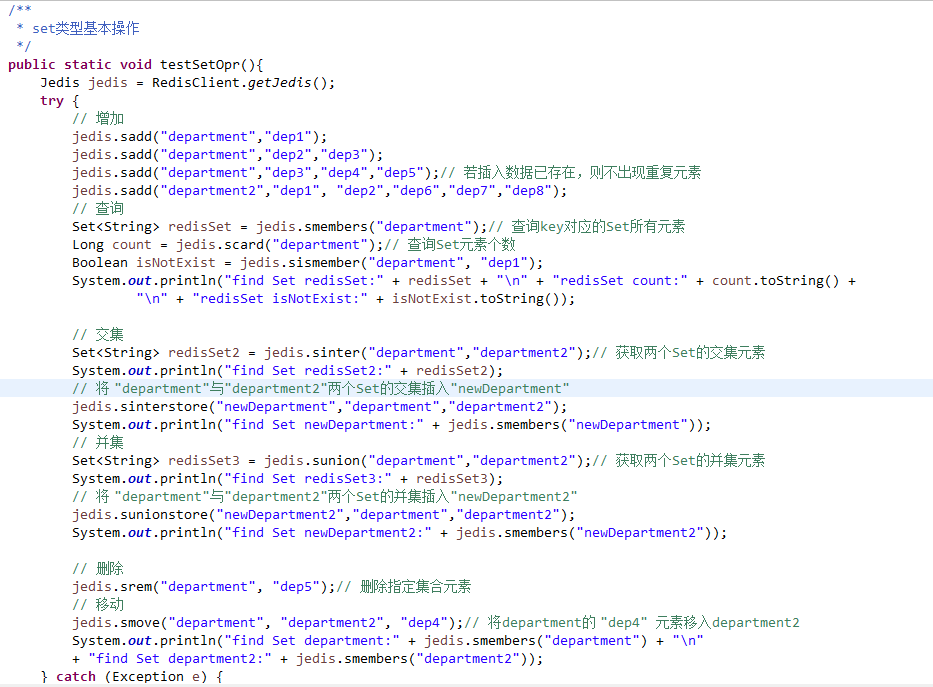 /**
 * set类型基本操作
 */
public static void testSetOpr(){
    Jedis jedis = RedisClient.getJedis();
    try {
        // 增加
        jedis.sadd("department","dep1");
        jedis.sadd("department","dep2","dep3");
        jedis.sadd("department","dep3","dep4","dep5");// 若插入数据已存在，则不出现重复元素
        jedis.sadd("department2","dep1", "dep2","dep6","dep7","dep8");
        // 查询
        Set<String> redisSet = jedis.smembers("department");// 查询key对应的Set所有元素
        Long count = jedis.scard("department");// 查询Set元素个数
        Boolean isNotExist = jedis.sismember("department", "dep1");
        System.out.println("find Set redisSet:" + redisSet + "\n" + "redisSet count:" + count.toString() +
                "\n" + "redisSet isNotExist:" + isNotExist.toString());
        // 交集
        Set<String> redisSet2 = jedis.sinter("department","department2");// 获取两个Set的交集元素
        System.out.println("find Set redisSet2:" + redisSet2);
        // 将 "department"与"department2"两个Set的交集插入"newDepartment"
        jedis.sinterstore("newDepartment","department","department2");
        System.out.println("find Set newDepartment:" + jedis.smembers("newDepartment"));
        // 并集
        Set<String> redisSet3 = jedis.sunion("department","department2");// 获取两个Set的并集元素
        System.out.println("find Set redisSet3:" + redisSet3);
        // 将 "department"与"department2"两个Set的并集插入"newDepartment2"
        jedis.sunionstore("newDepartment2","department","department2");
        System.out.println("find Set newDepartment2:" + jedis.smembers("newDepartment2"));
        // 删除
        jedis.srem("department", "dep5");// 删除指定集合元素
        // 移动
        jedis.smove("department", "department2", "dep4");// 将department的 "dep4" 元素移入department2
        System.out.println("find Set department:" + jedis.smembers("department") + "\n"
        + "find Set department2:" + jedis.smembers("department2"));
    } catch (Exception e) {